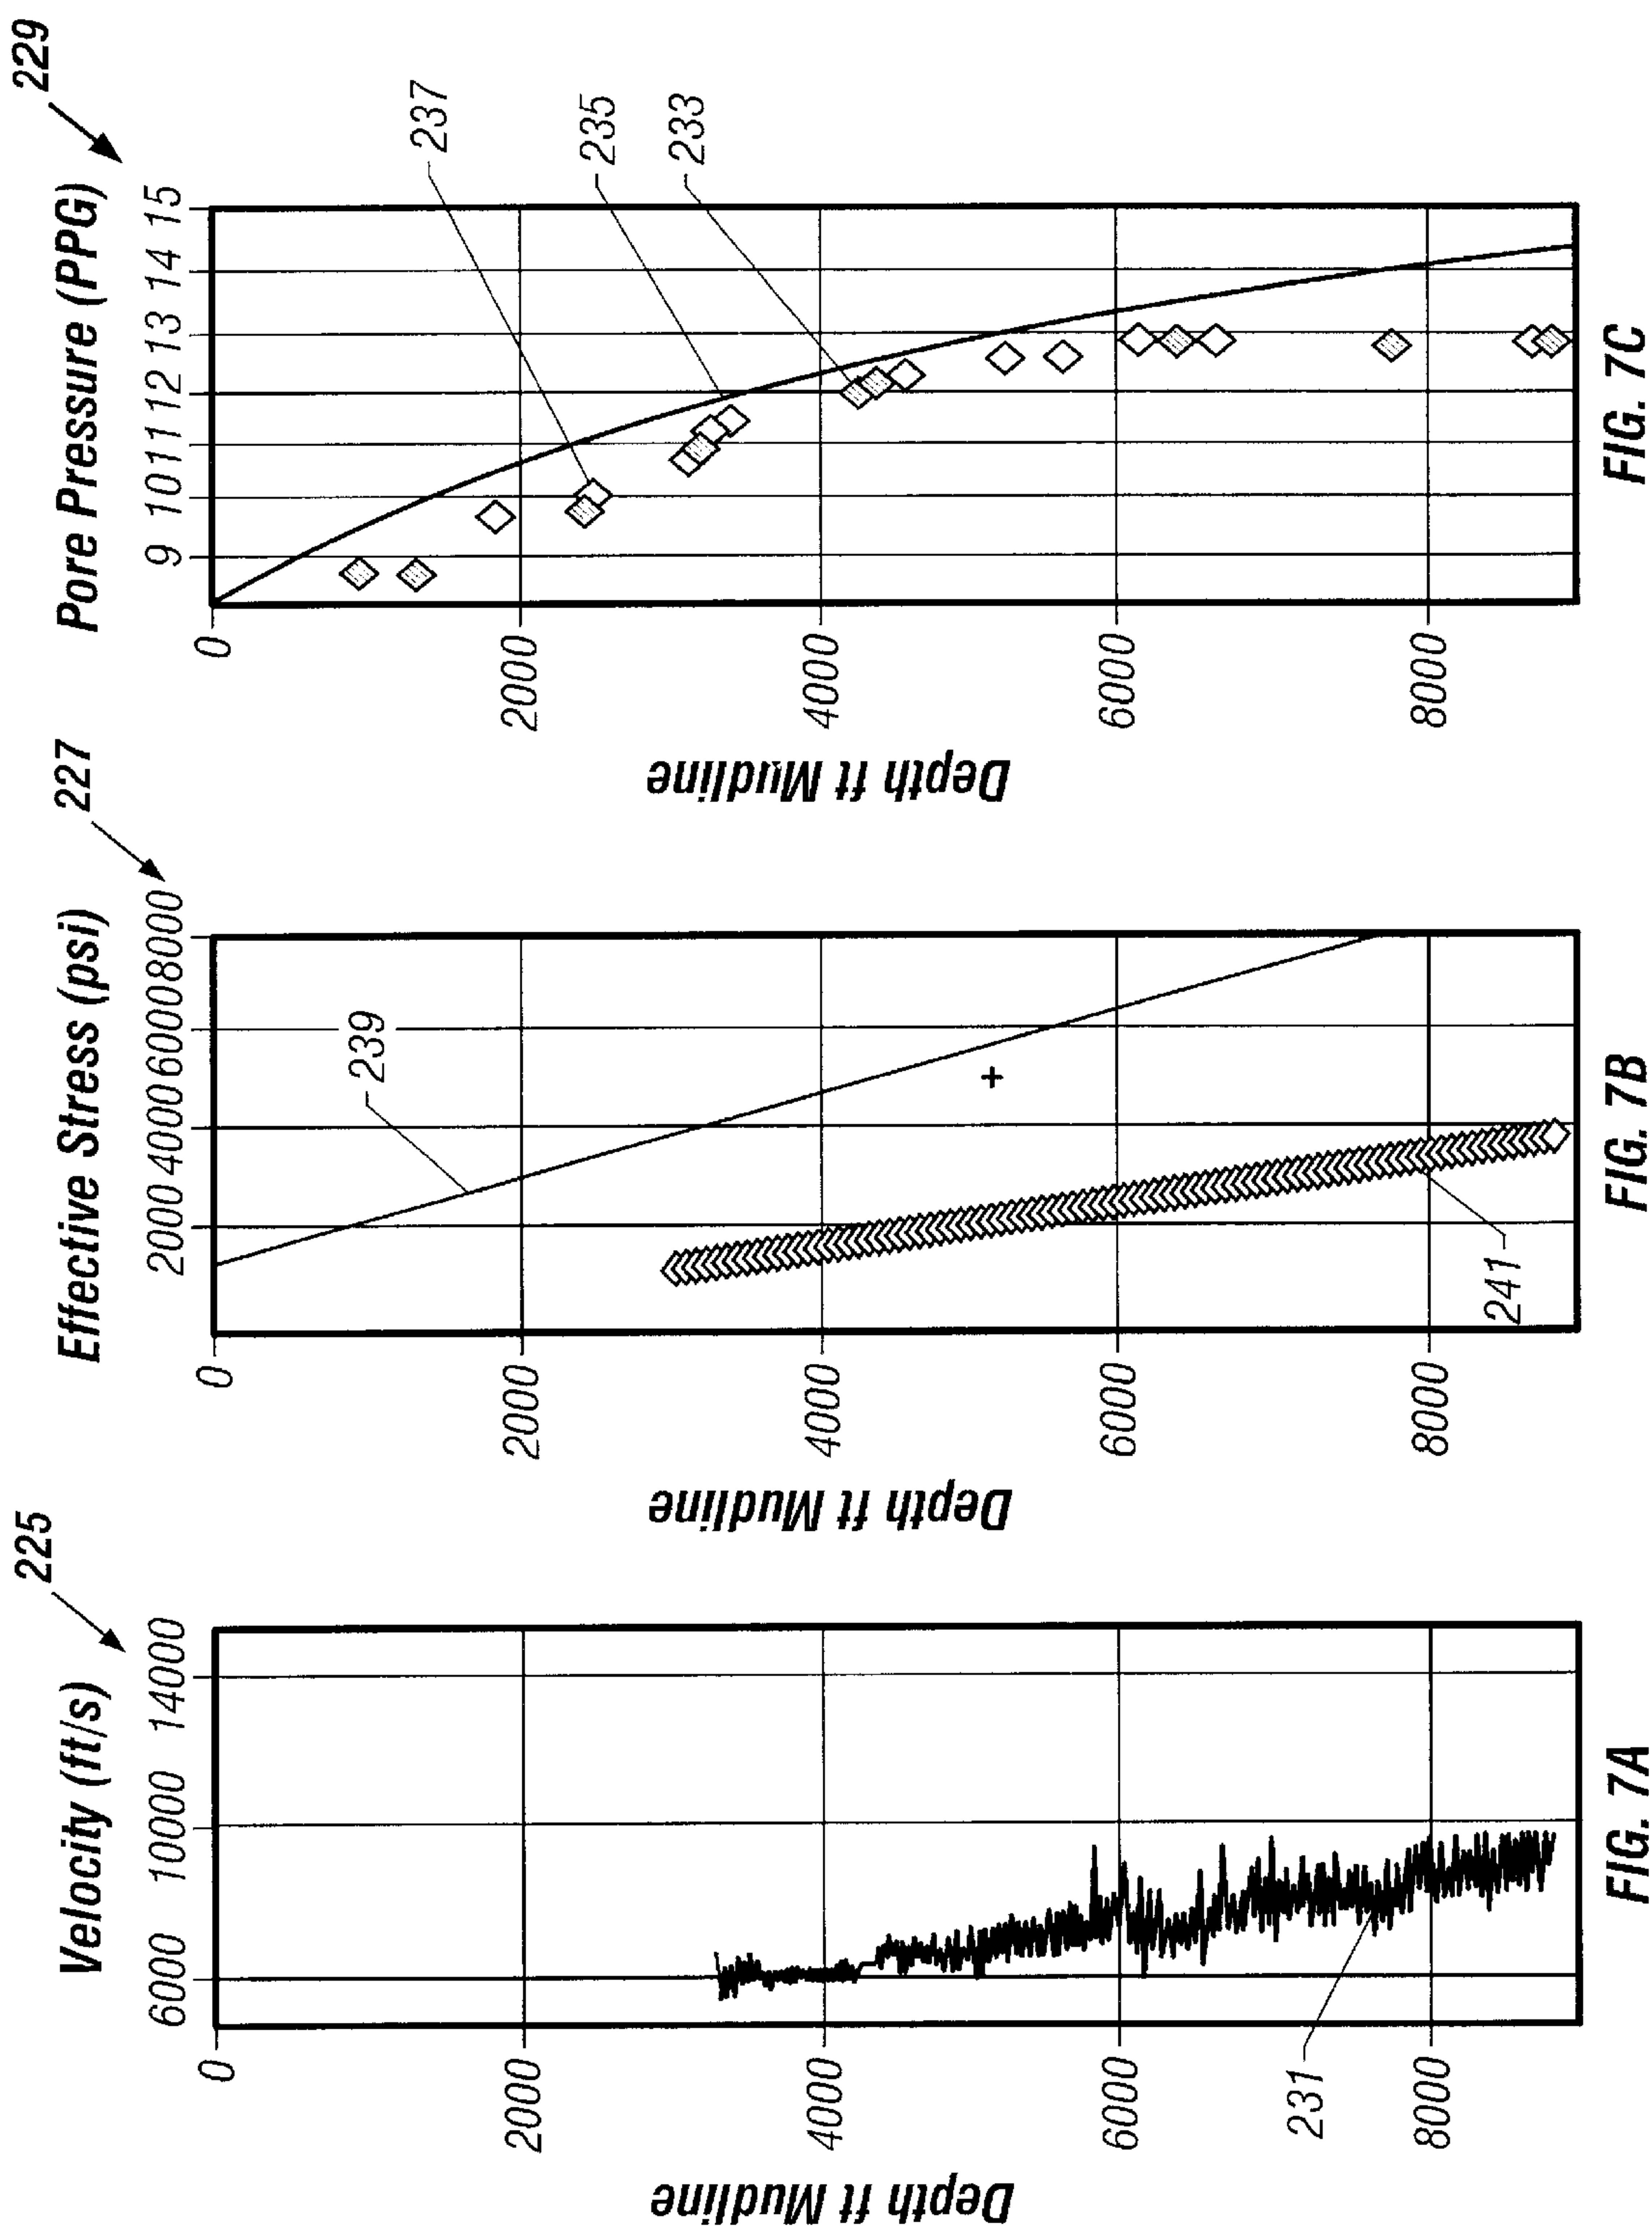 225
Velocity (ft/s)
6000 10000 14000
0
2000
4000
6000
8000
Depth ft Mudline
231
FIG. 7A
227
Effective Stress (psi)
2000 4000 6000 8000
0
2000
4000
6000
8000
Depth ft Mudline
239
+
241
FIG. 7B
229
Pore Pressure (PPG)
9 10 11 12 13 14 15
0
2000
4000
6000
8000
Depth ft Mudline
237
235
233
FIG. 7C